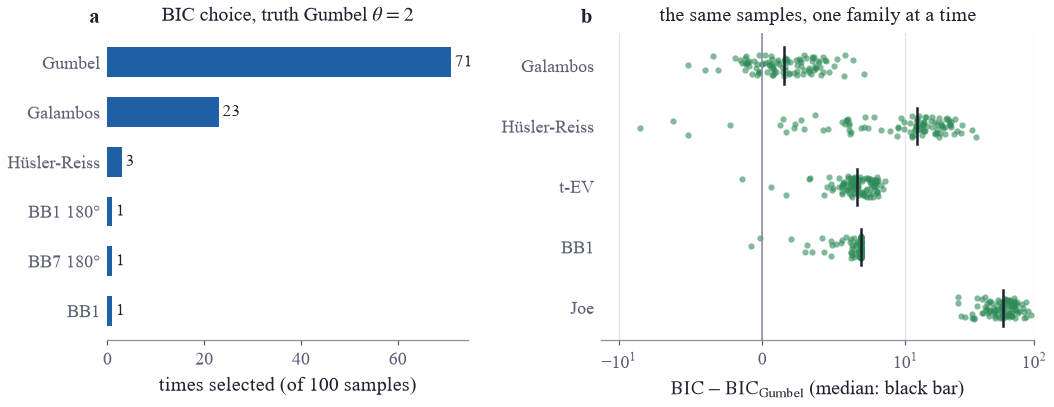 a
BIC choice, truth Gumbel θ = 2
Gumbel
71
Galambos
23
Hüsler-Reiss
3
BB1 180°
1
BB7 180°
1
BB1
1
0
20
40
60
times selected (of 100 samples)
b
the same samples, one family at a time
Galambos
Hüsler-Reiss
t-EV
BB1
Joe
−10¹
0
10¹
10²
BIC − BIC_Gumbel (median: black bar)